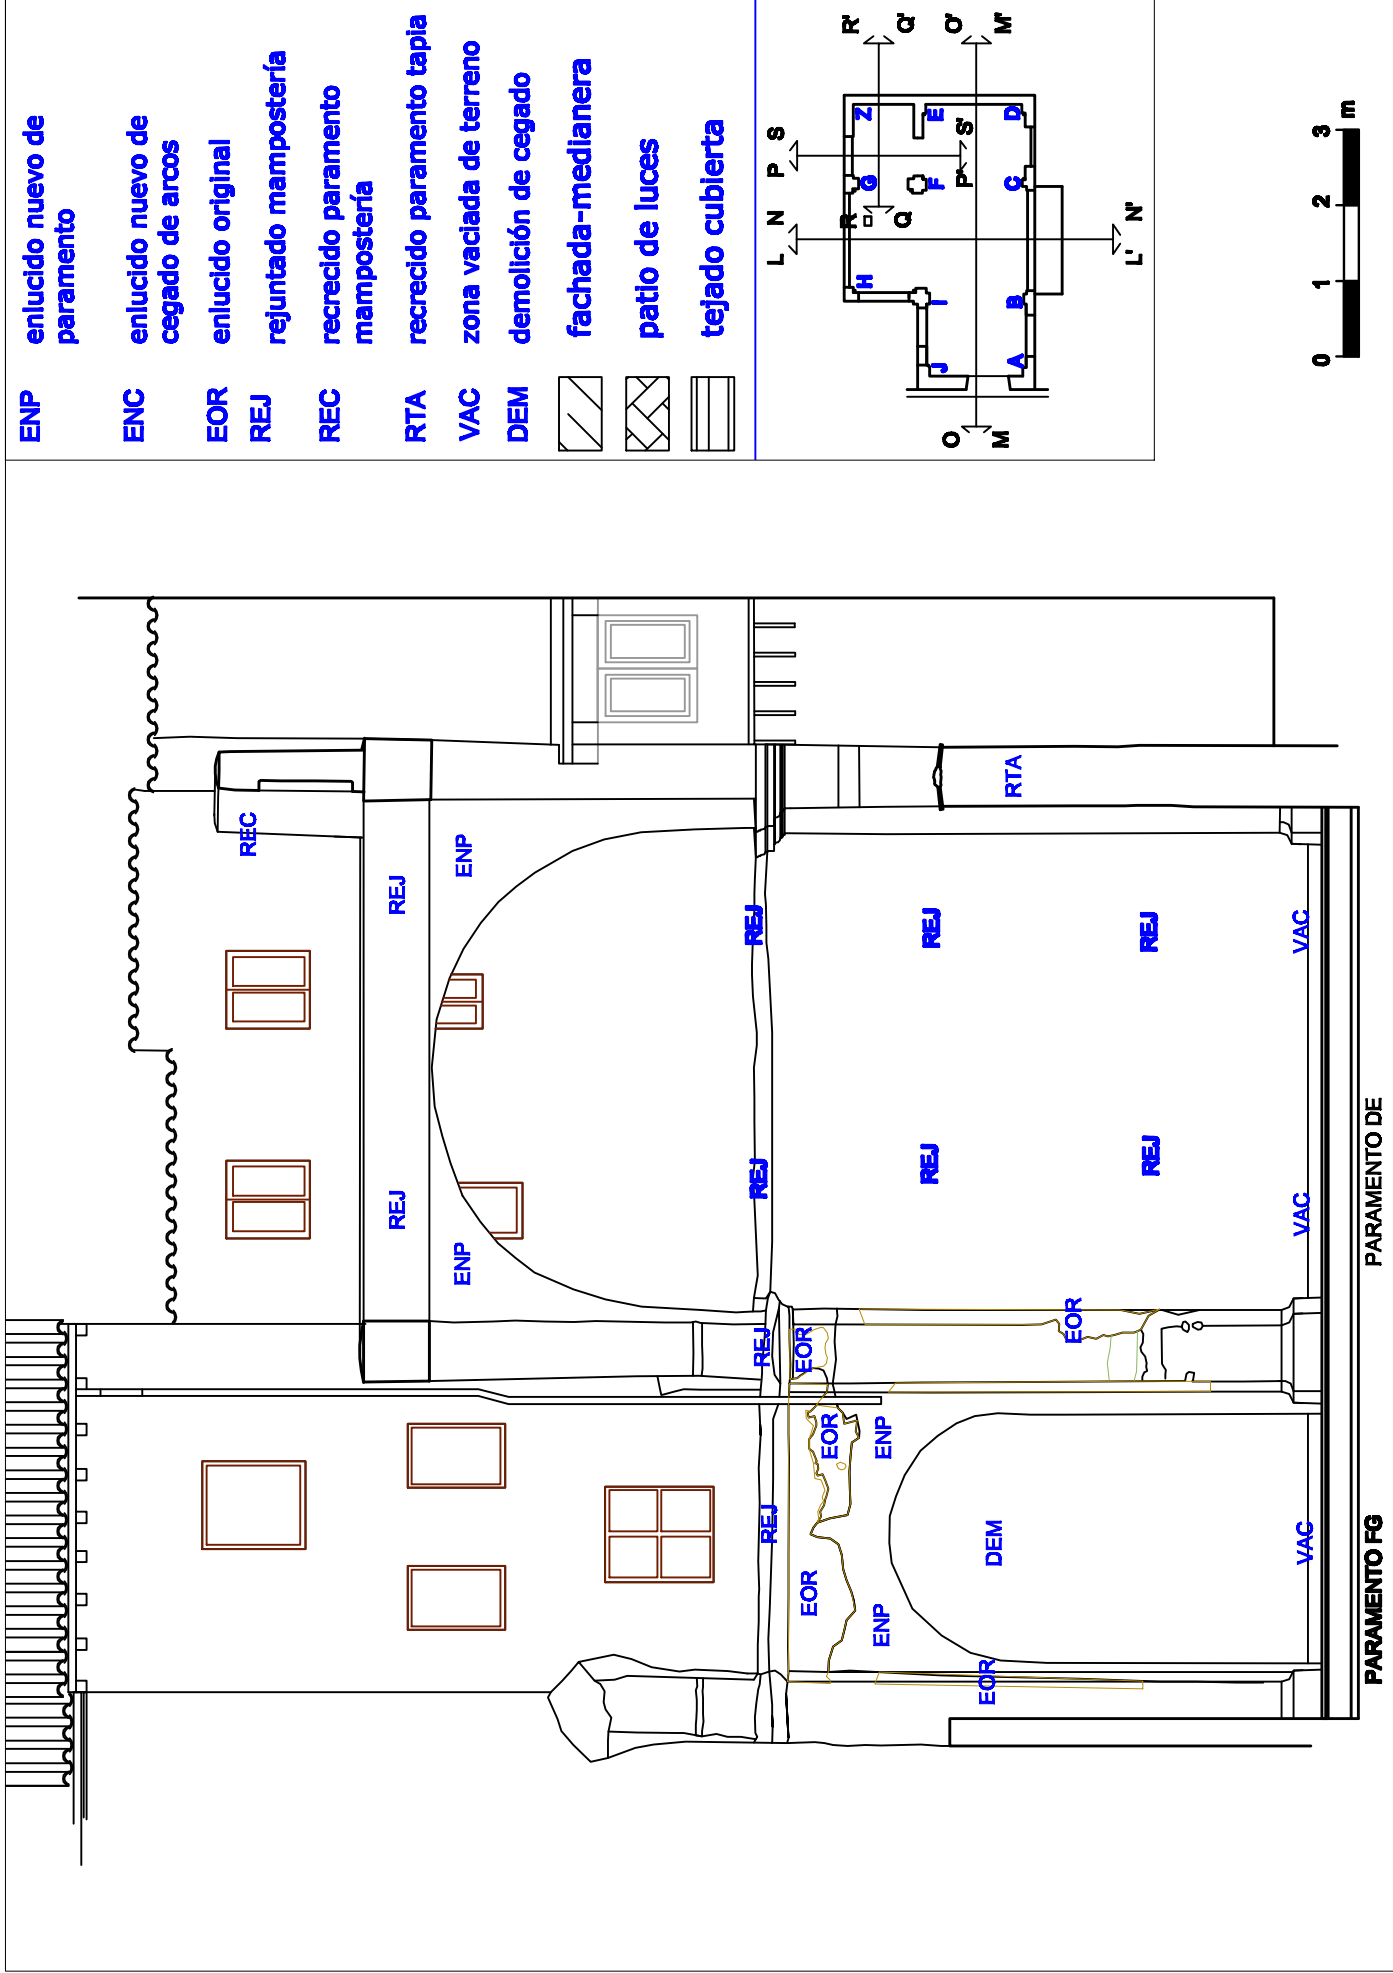 ENP enlucido nuevo de
paramento
ENC enlucido nuevo de
cegado de arcos
EOR enlucido original
REJ rejuntado mampostería
REC recrecido paramento
mampostería
RTA recrecido paramento tapia
VAC zona vaciada de terreno
DEM demolición de cegado
fachada-medianera
patio de luces
tejado cubierta
R' Q' O' M'
P S
Z E D
G F P' S' C
L N
R Q
H I B
L' N'
J A
O M
0 1 2 3 m
REC
REJ ENP
RTA
REJ REJ REJ VAC
REJ ENP
REJ REJ REJ VAC
REJ EOR EOR
EOR ENP
REJ DEM VAC
EOR ENP
EOR
PARAMENTO FG
PARAMENTO DE